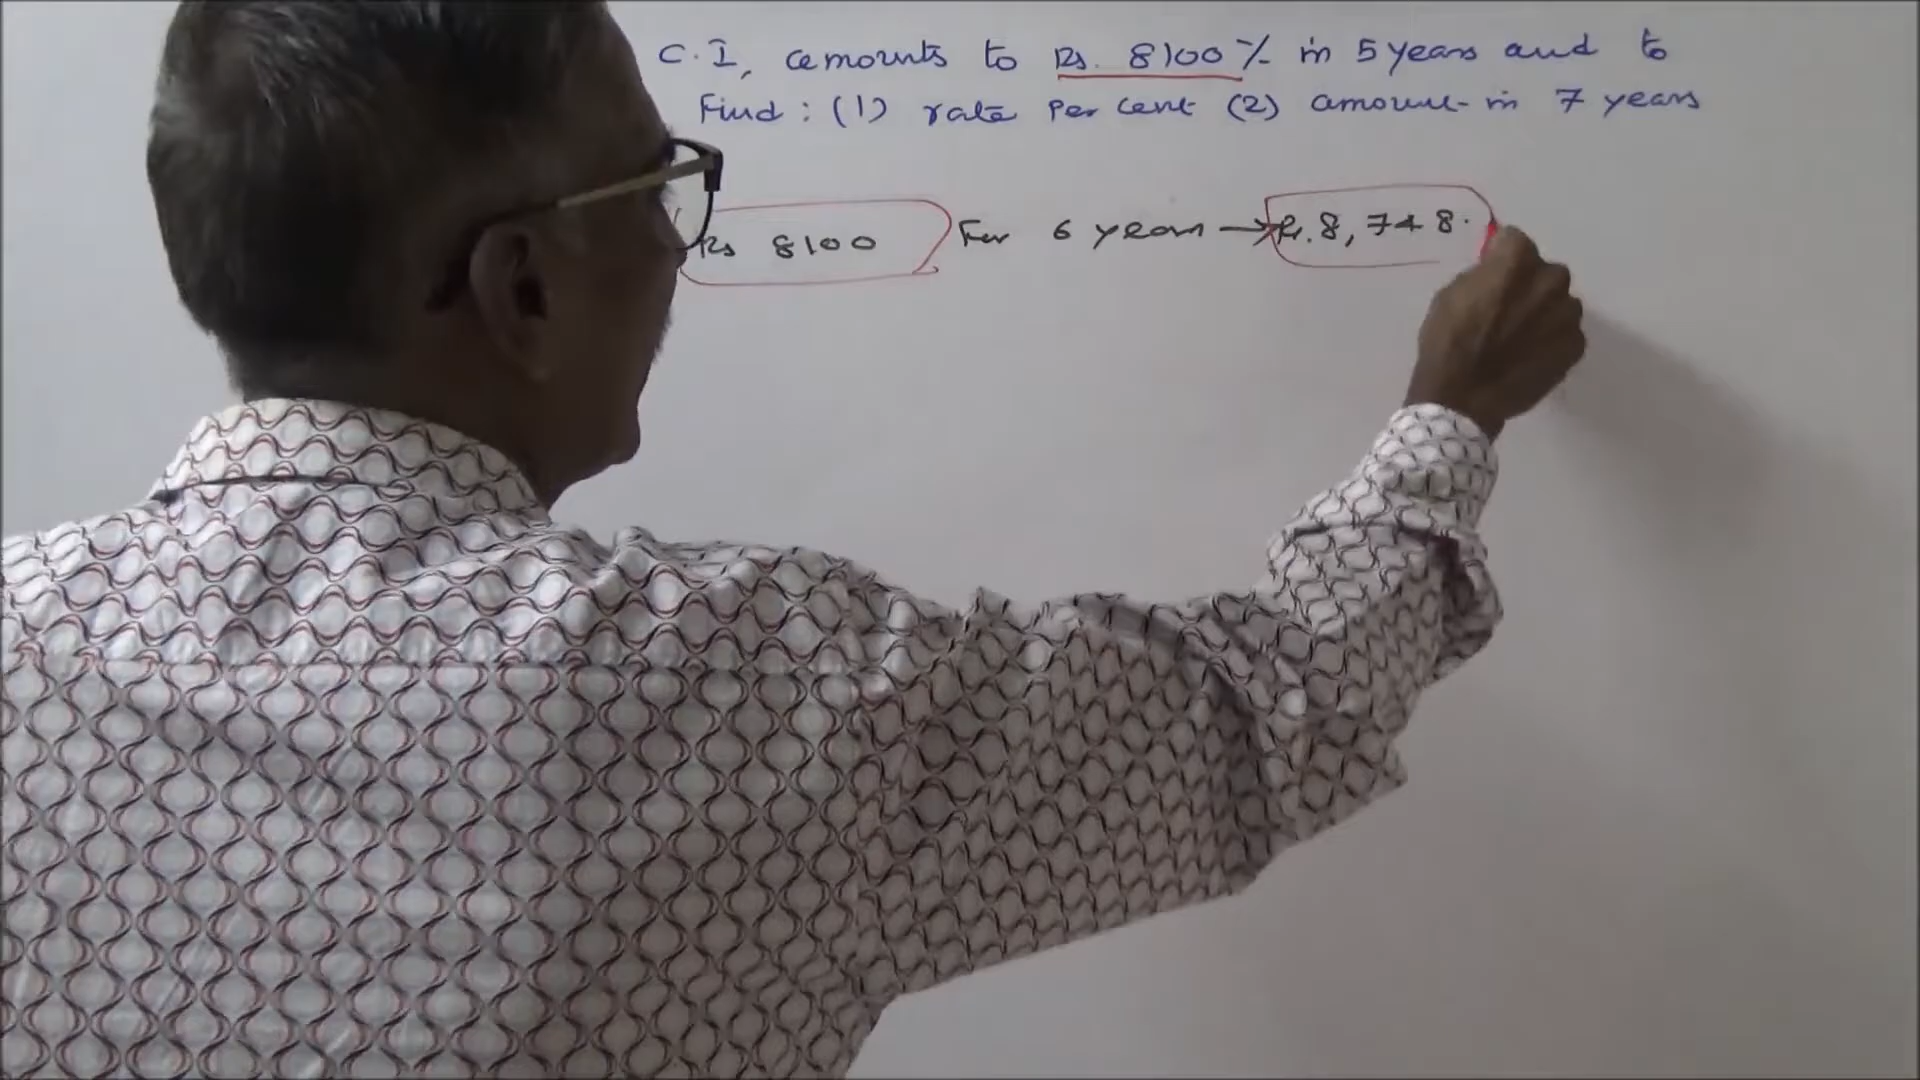 C.I, amounts to Rs. 8100/- in 5 years and to
Find : (1) rate per cent (2) amount in 7 years
Rs 8100 For 6 years → Rs. 8,748.